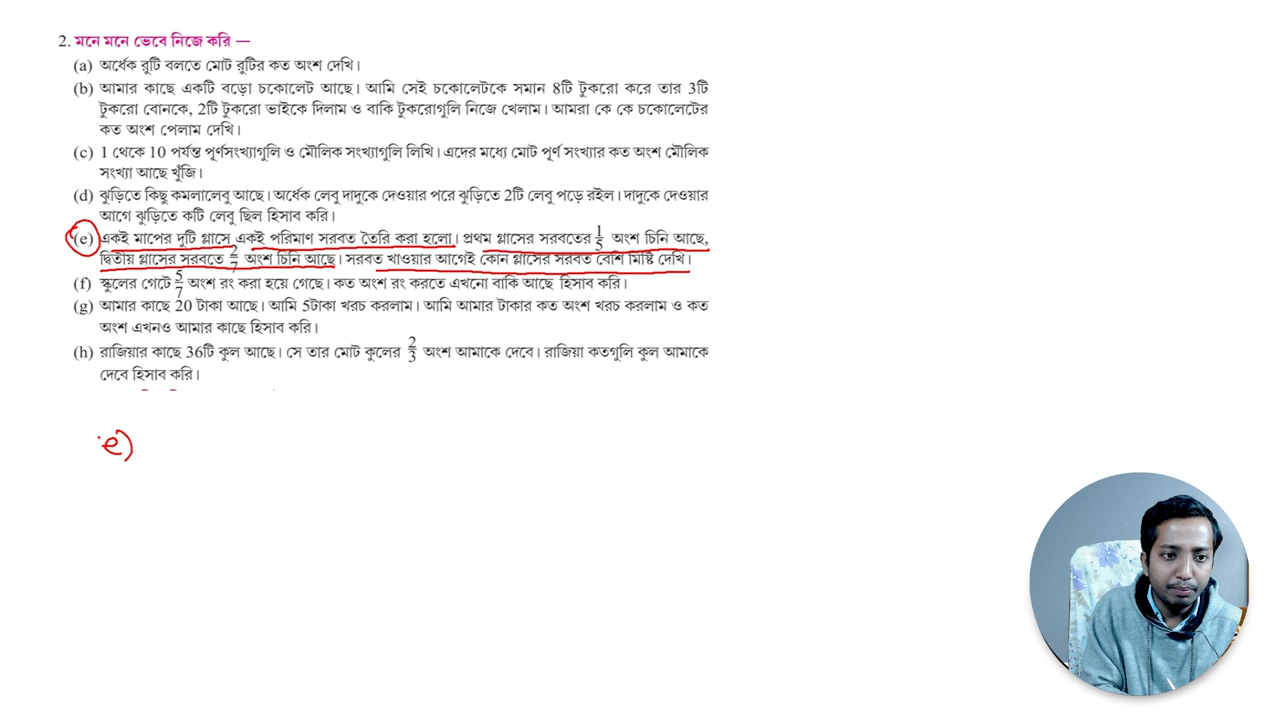 2. মনে মনে ভেবে নিজে করি —
(a) অর্ধেক রুটি বলতে মোট রুটির কত অংশ দেখি।
(b) আমার কাছে একটি বড়ো চকোলেট আছে। আমি সেই চকোলেটকে সমান 8টি টুকরো করে তার 3টি
টুকরো বোনকে, 2টি টুকরো ভাইকে দিলাম ও বাকি টুকরোগুলি নিজে খেলাম। আমরা কে কে চকোলেটের
কত অংশ পেলাম দেখি।
(c) 1 থেকে 10 পর্যন্ত পূর্ণসংখ্যাগুলি ও মৌলিক সংখ্যাগুলি লিখি। এদের মধ্যে মোট পূর্ণ সংখ্যার কত অংশ মৌলিক
সংখ্যা আছে খুঁজি।
(d) ঝুড়িতে কিছু কমলালেবু আছে। অর্ধেক লেবু দাদুকে দেওয়ার পরে ঝুড়িতে 2টি লেবু পড়ে রইল। দাদুকে দেওয়ার
আগে ঝুড়িতে কটি লেবু ছিল হিসাব করি।
(e) একই মাপের দুটি গ্লাসে একই পরিমাণ সরবত তৈরি করা হলো। প্রথম গ্লাসের সরবতের 1/5 অংশ চিনি আছে,
দ্বিতীয় গ্লাসের সরবতে 2/7 অংশ চিনি আছে। সরবত খাওয়ার আগেই কোন গ্লাসের সরবত বেশি মিষ্টি দেখি।
(f) স্কুলের গেটে 5/7 অংশ রং করা হয়ে গেছে। কত অংশ রং করতে এখনো বাকি আছে হিসাব করি।
(g) আমার কাছে 20 টাকা আছে। আমি 5টাকা খরচ করলাম। আমি আমার টাকার কত অংশ খরচ করলাম ও কত
অংশ এখনও আমার কাছে হিসাব করি।
(h) রাজিয়ার কাছে 36টি কুল আছে। সে তার মোট কুলের 2/3 অংশ আমাকে দেবে। রাজিয়া কতগুলি কুল আমাকে
দেবে হিসাব করি।
e)